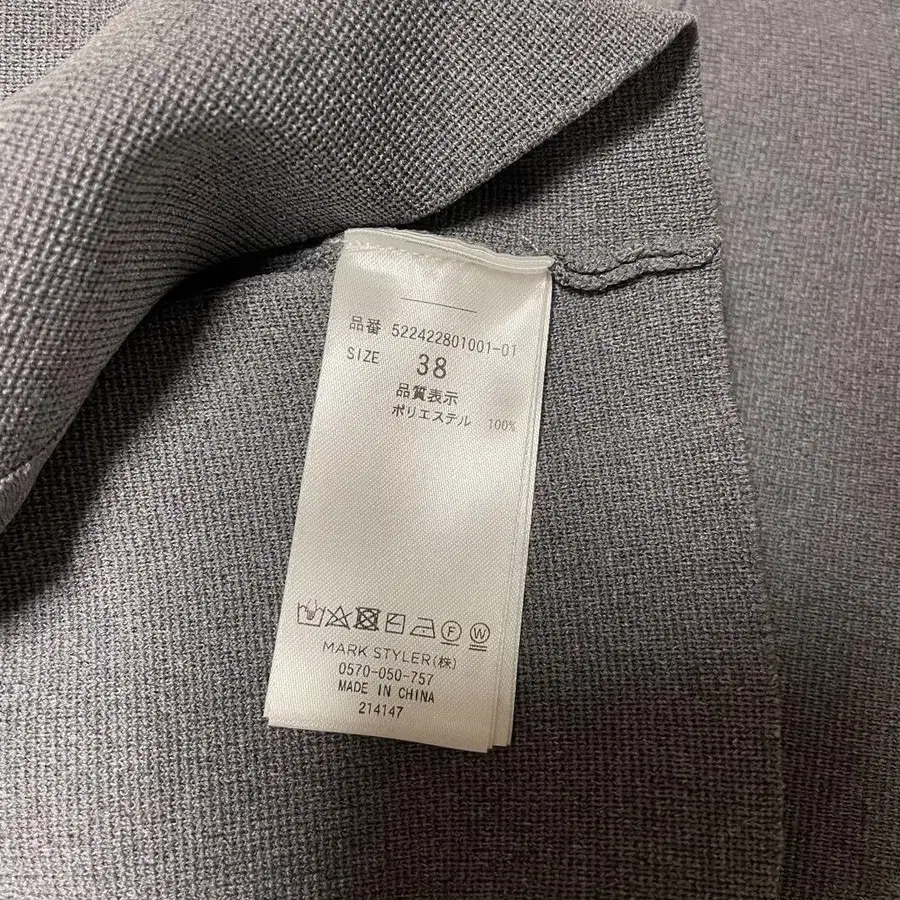 品番 522422801001-01
SIZE 38
品質表示
ポリエステル 100%
F W
MARK STYLER(株)
0570-050-757
MADE IN CHINA
214147